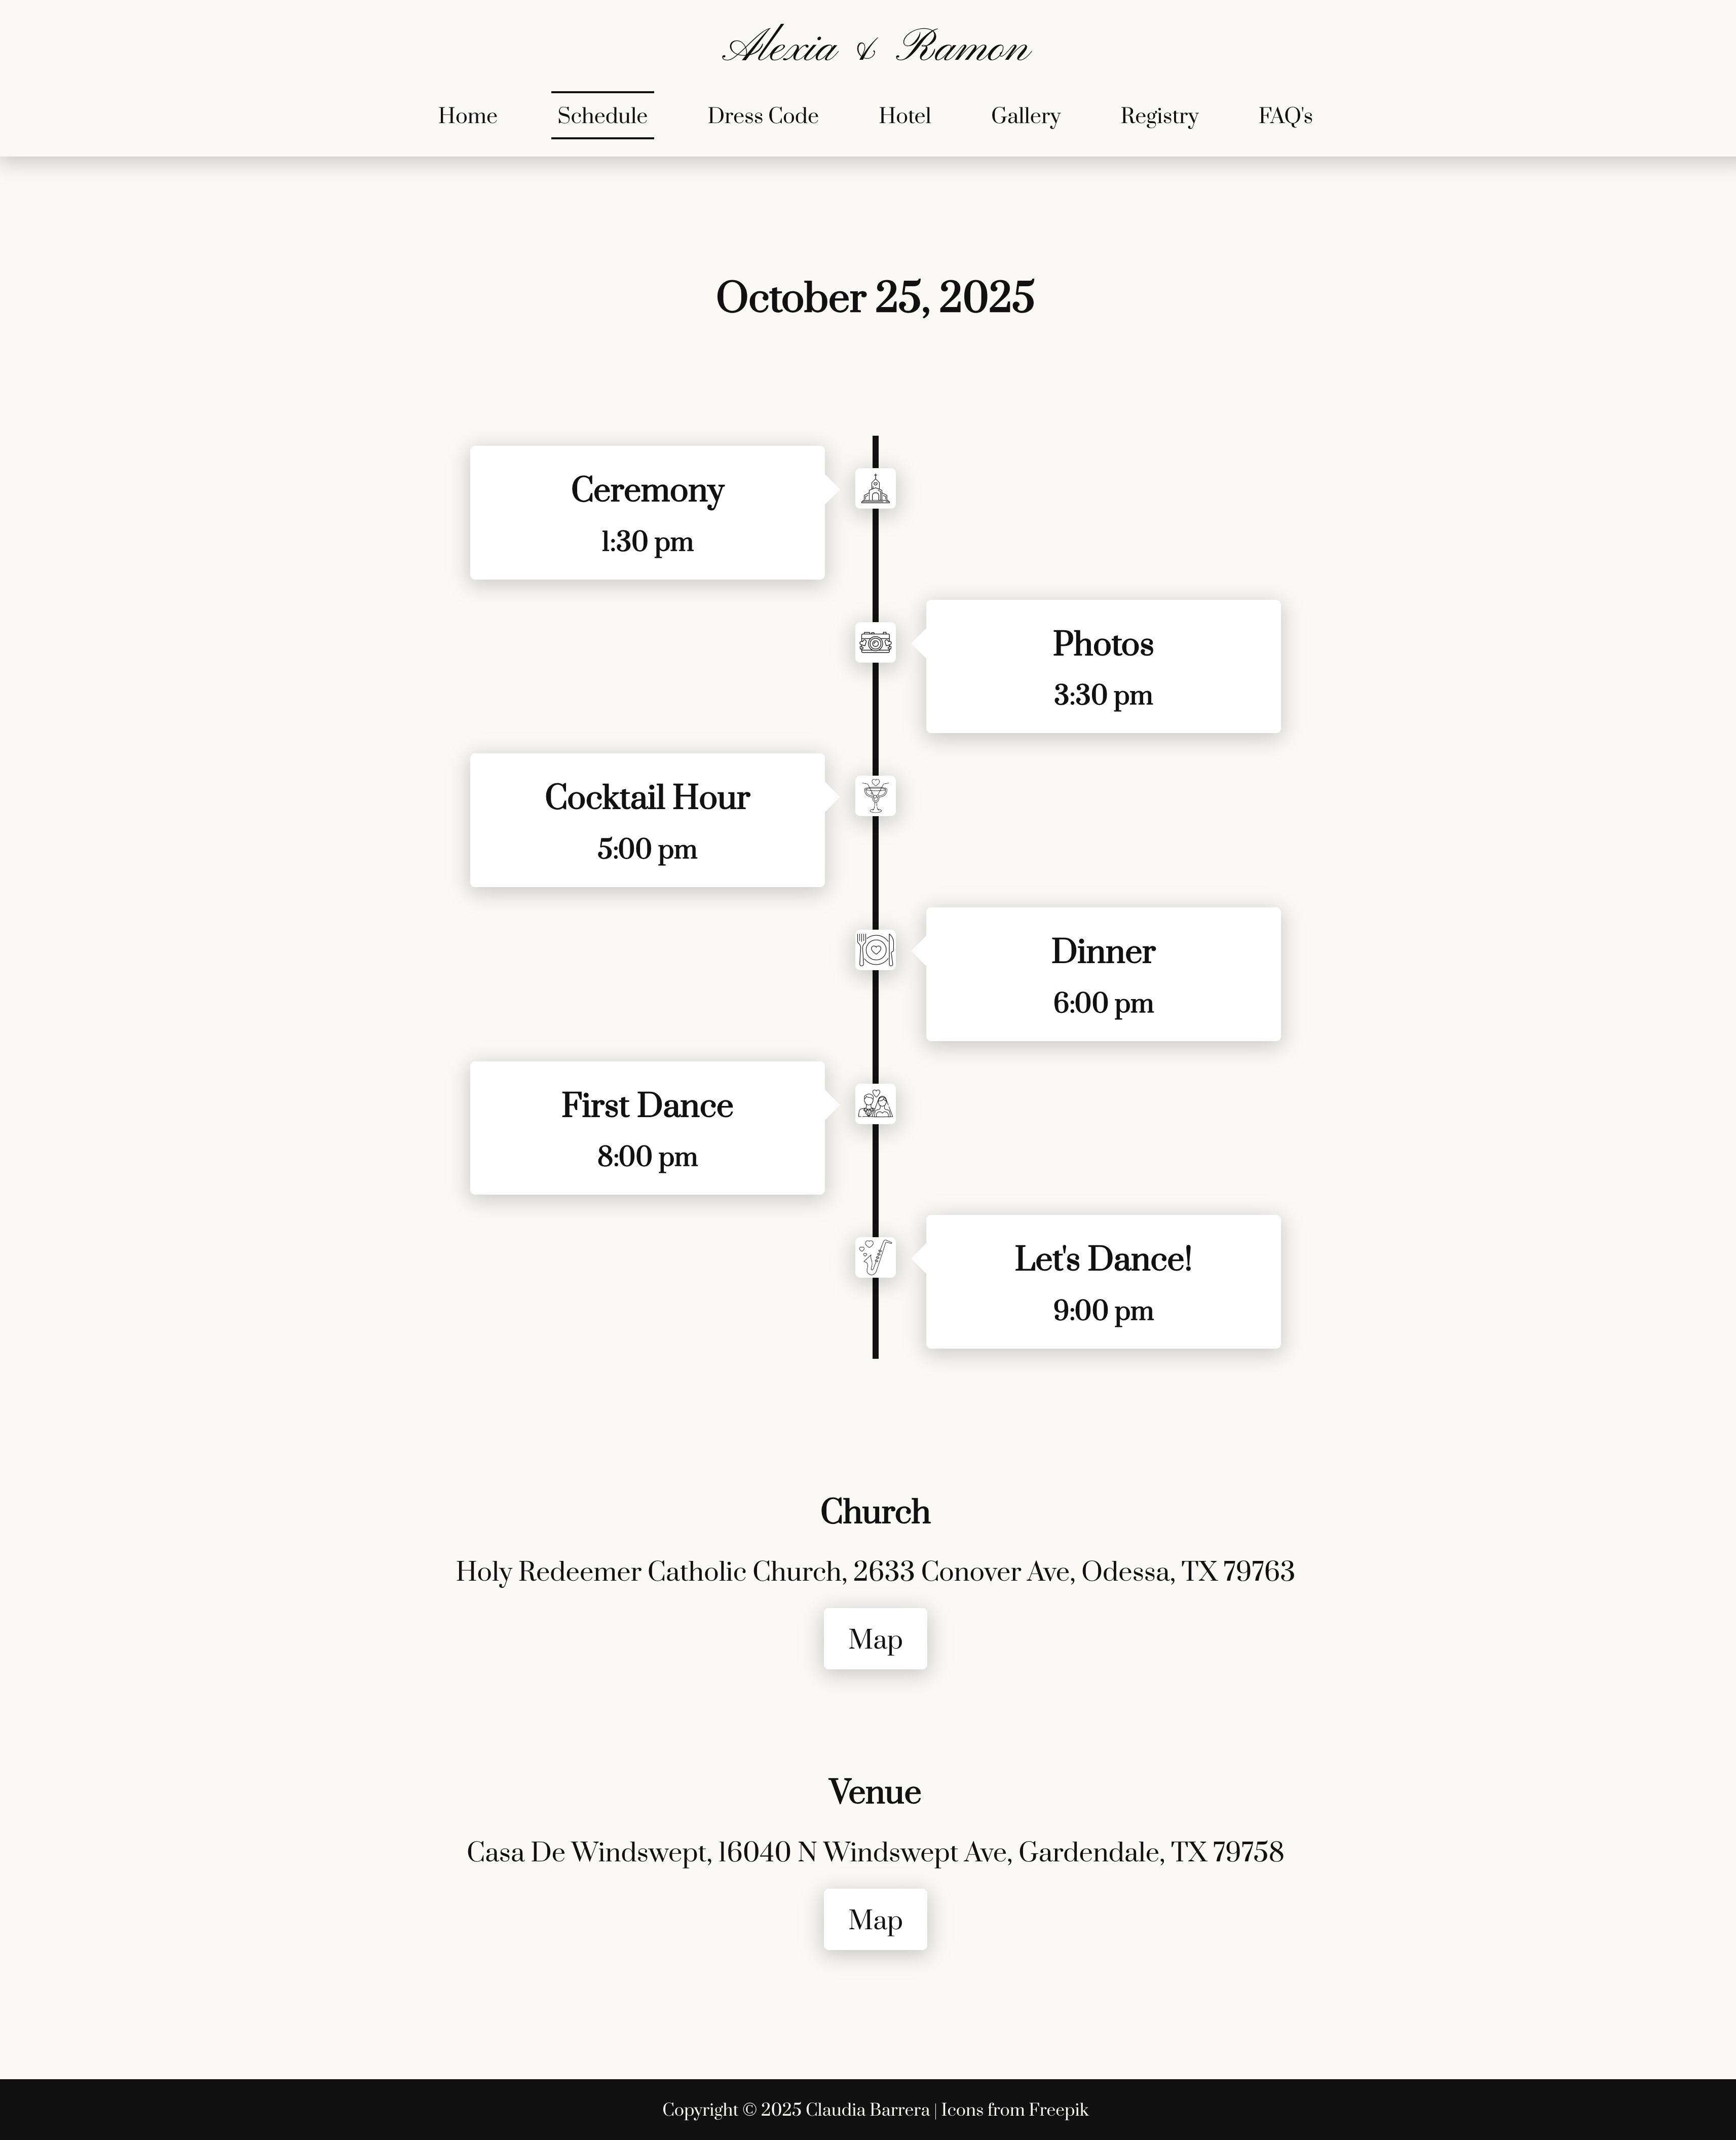 Alexia & Ramon
Home Schedule Dress Code Hotel Gallery Registry FAQ's
October 25, 2025
Ceremony
1:30 pm
Photos
3:30 pm
Cocktail Hour
5:00 pm
Dinner
6:00 pm
First Dance
8:00 pm
Let's Dance!
9:00 pm
Church
Holy Redeemer Catholic Church, 2633 Conover Ave, Odessa, TX 79763
Map
Venue
Casa De Windswept, 16040 N Windswept Ave, Gardendale, TX 79758
Map
Copyright © 2025 Claudia Barrera | Icons from Freepik